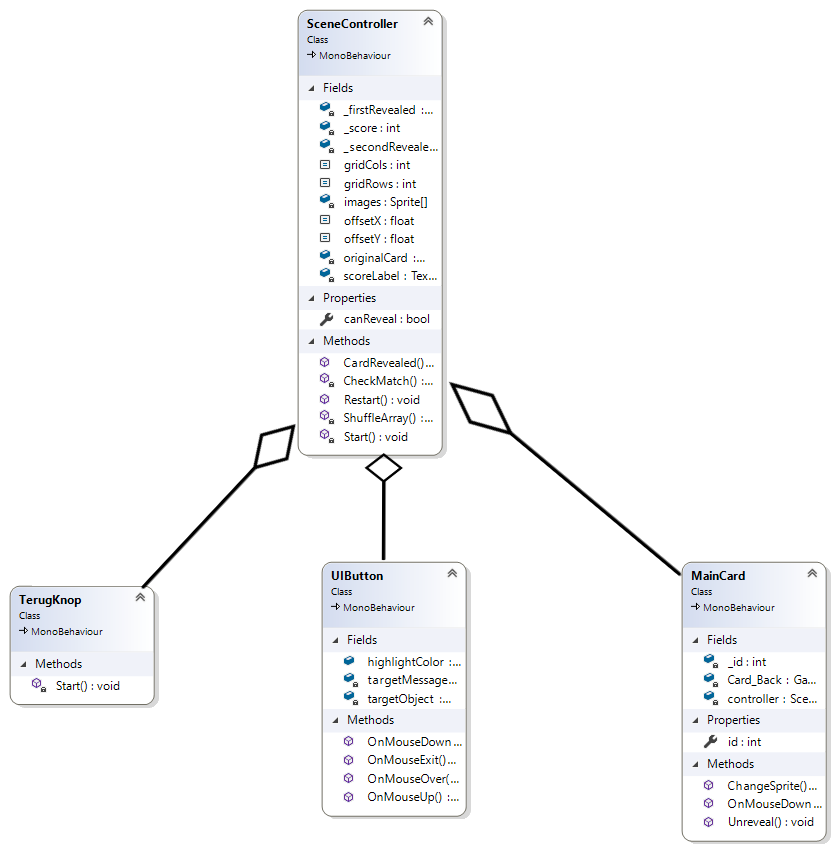 SceneController
Class
MonoBehaviour
Fields
_firstRevealed :...
_score : int
_secondReveale...
gridCols : int
gridRows : int
images : Sprite[]
offsetX : float
offsetY : float
originalCard :...
scoreLabel : Tex...
Properties
canReveal : bool
Methods
CardRevealed()...
CheckMatch() :...
Restart() : void
ShuffleArray() :...
Start() : void
TerugKnop
Class
MonoBehaviour
Methods
Start() : void
UIButton
Class
MonoBehaviour
Fields
highlightColor :...
targetMessage...
targetObject :...
Methods
OnMouseDown...
OnMouseExit()...
OnMouseOver(...
OnMouseUp() :...
MainCard
Class
MonoBehaviour
Fields
_id : int
Card_Back : Ga...
controller : Sce...
Properties
id : int
Methods
ChangeSprite()...
OnMouseDown...
Unreveal() : void